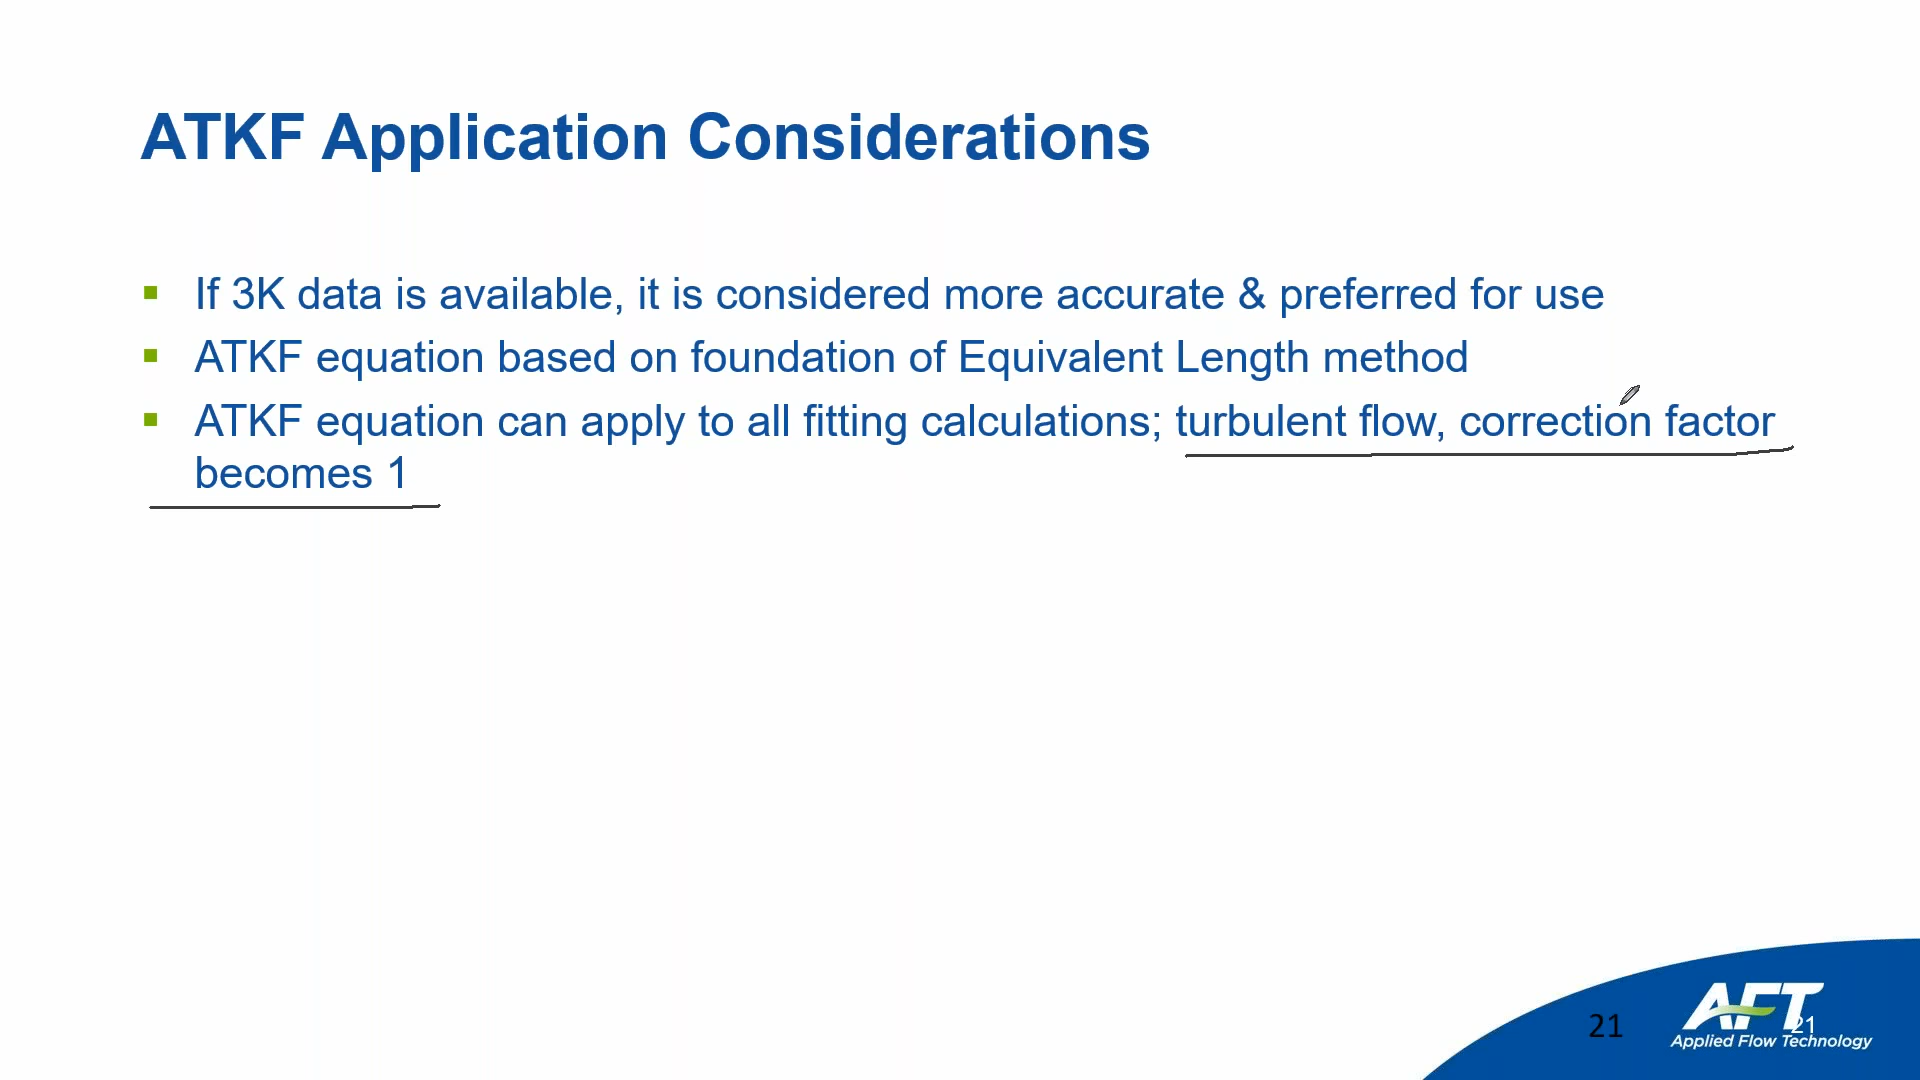 ATKF Application Considerations
▪ If 3K data is available, it is considered more accurate & preferred for use
▪ ATKF equation based on foundation of Equivalent Length method
▪ ATKF equation can apply to all fitting calculations; turbulent flow, correction factor
becomes 1
21
AFT
21
Applied Flow Technology